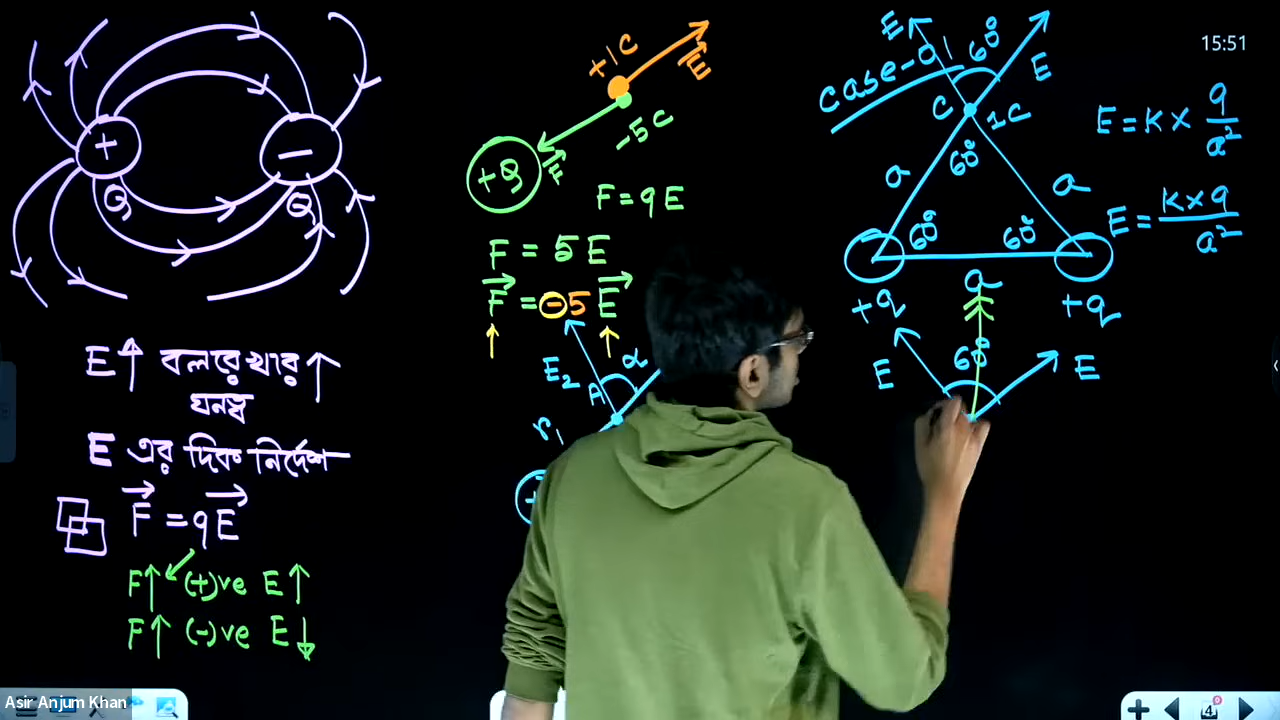 +
Q
−
Q
E↑ বলরেখার ↑
ঘনত্ব
E এর দিক নির্দেশ
F = qE
F↑ (+)ve E↑
F↑ (-)ve E↓
+1C
E
-5C
F
+Q
F = qE
F = 5E
F = -5E
E₂
α
A
r₁
case-01
E
60°
E
C
1C
60°
a
a
60°
60°
a
+q
+q
E = K × q/a²
E = K×q/a²
E
60°
E
15:51
Asir Anjum Khan
4